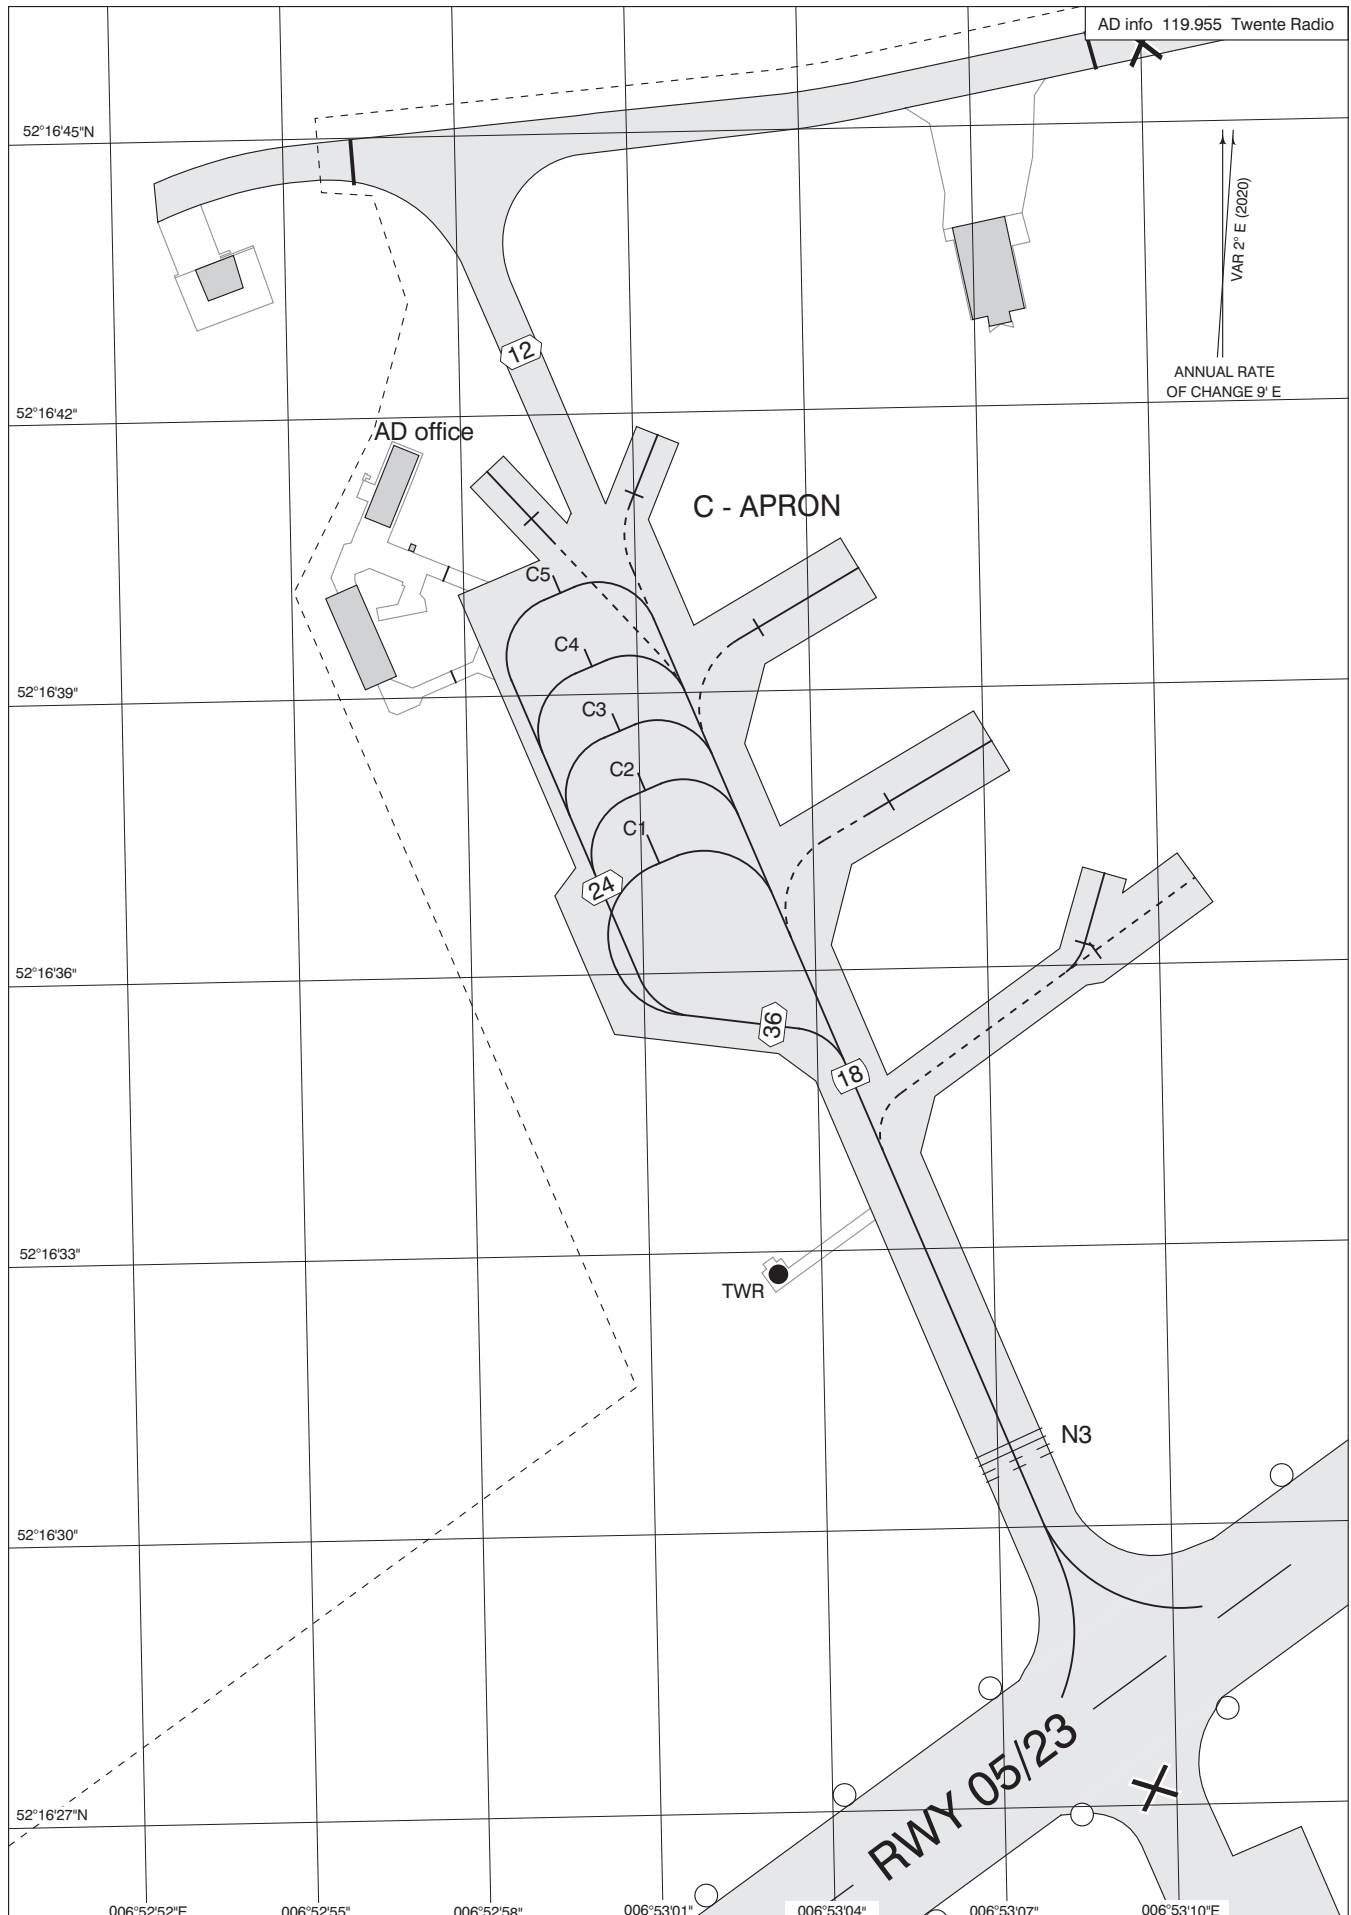 AD info 119.955 Twente Radio
52°16'45"N
VAR 2° E (2020)
ANNUAL RATE
OF CHANGE 9' E
12
52°16'42"
AD office
C - APRON
C5
C4
52°16'39"
C3
C2
C1
24
52°16'36"
36
18
52°16'33"
TWR
N3
52°16'30"
RWY 05/23
52°16'27"N
006°52'52"E
006°52'55"
006°52'58"
006°53'01"
006°53'04"
006°53'07"
006°53'10"E